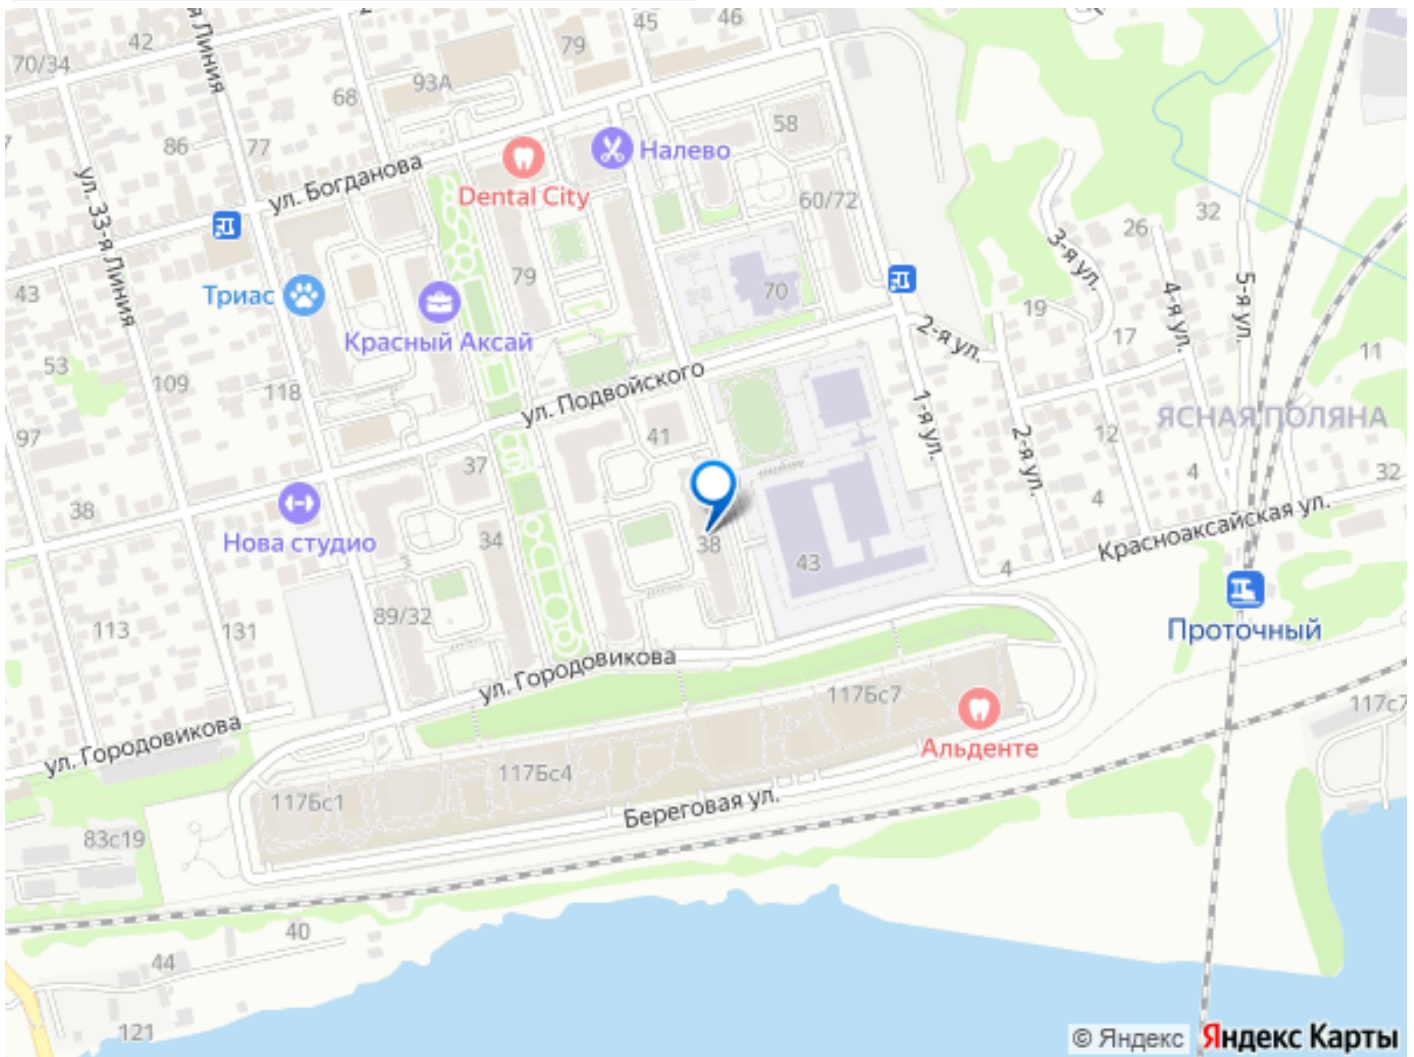 45
46
42
79
70/34
я Линия
93А
68
58
86
77
Налево
ул. Богданова
Dental City
60/72
32
26
ул. 33-я Линия
3-я ул.
79
70
43
Триас
4-я ул.
5-я ул.
19
2-я ул.
17
Красный Аксай
11
53
109
118
ул. Подвойского
1-я ул.
ЯСНАЯ ПОЛЯНА
97
41
12
2-я ул.
37
4
32
38
4
Нова студио
34
38
Красноаксайская ул.
43
4
89/32
113
131
Проточный
ул. Городовикова
117Бс7
117с7
ул. Городовикова
Альденте
117Бс4
117Бс1
Береговая ул.
83с19
40
44
121
© Яндекс
Яндекс Карты